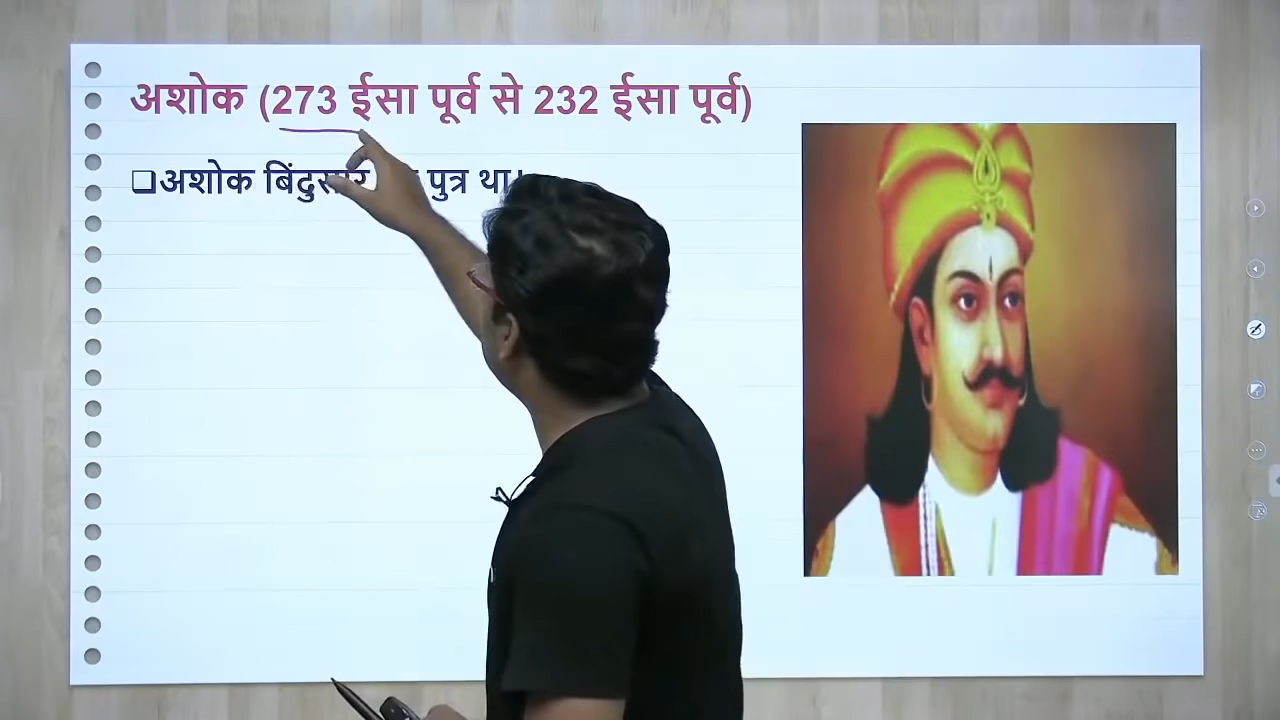 अशोक (273 ईसा पूर्व से 232 ईसा पूर्व)
❑अशोक बिंदुसार पुत्र था।